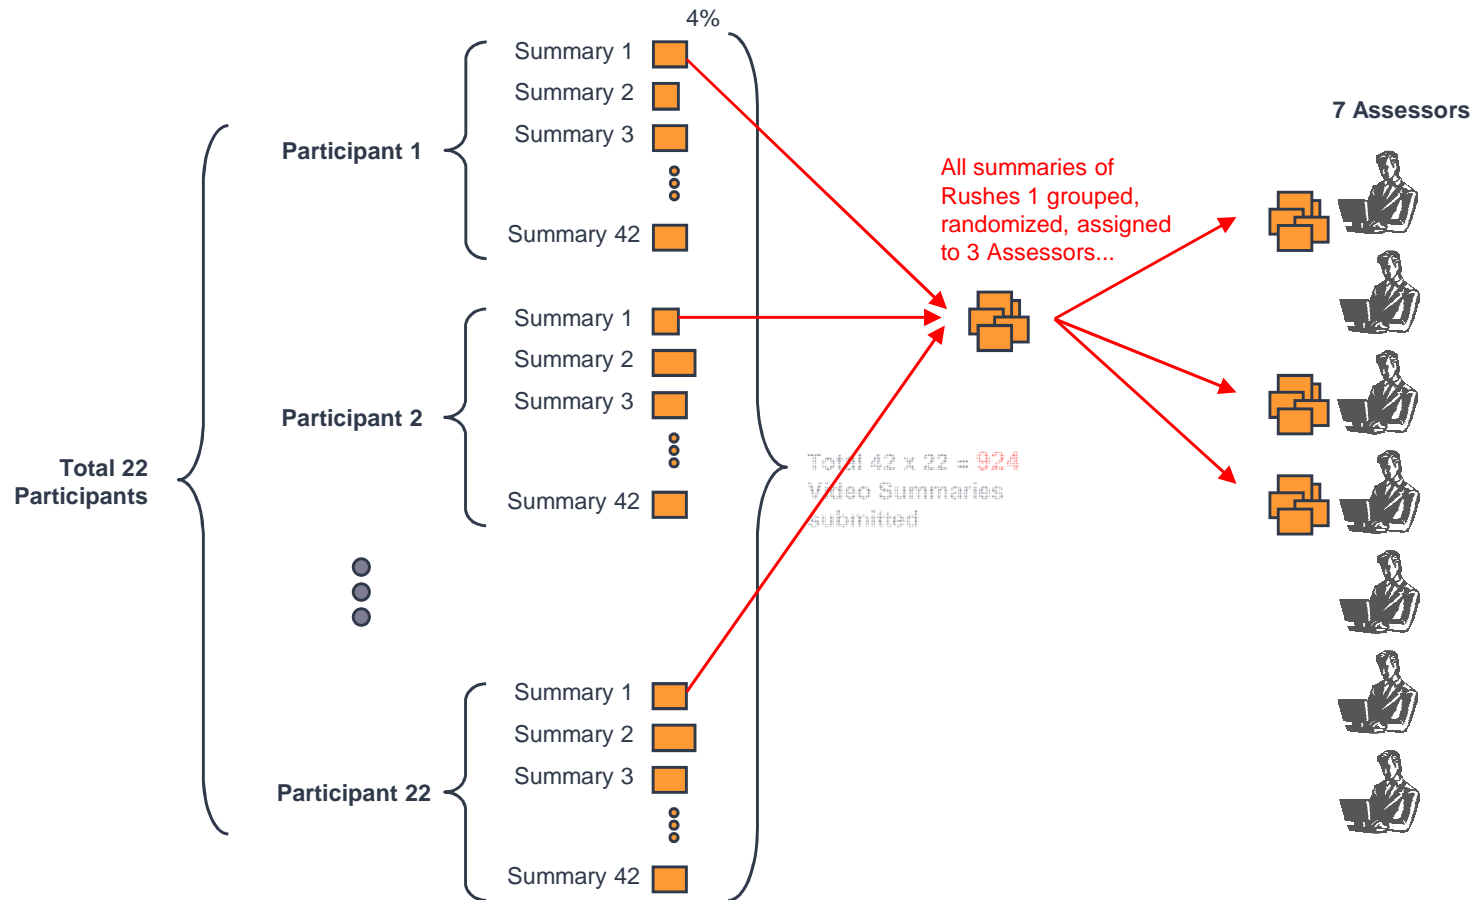 4%
Summary 1
Summary 2
Summary 3
Summary 42
Participant 1
Summary 1
Summary 2
Summary 3
Summary 42
Participant 2
Total 22
Participants
Summary 1
Summary 2
Summary 3
Summary 42
Participant 22
Total 42 x 22 = 924
Video Summaries
submitted
All summaries of
Rushes 1 grouped,
randomized, assigned
to 3 Assessors...
7 Assessors